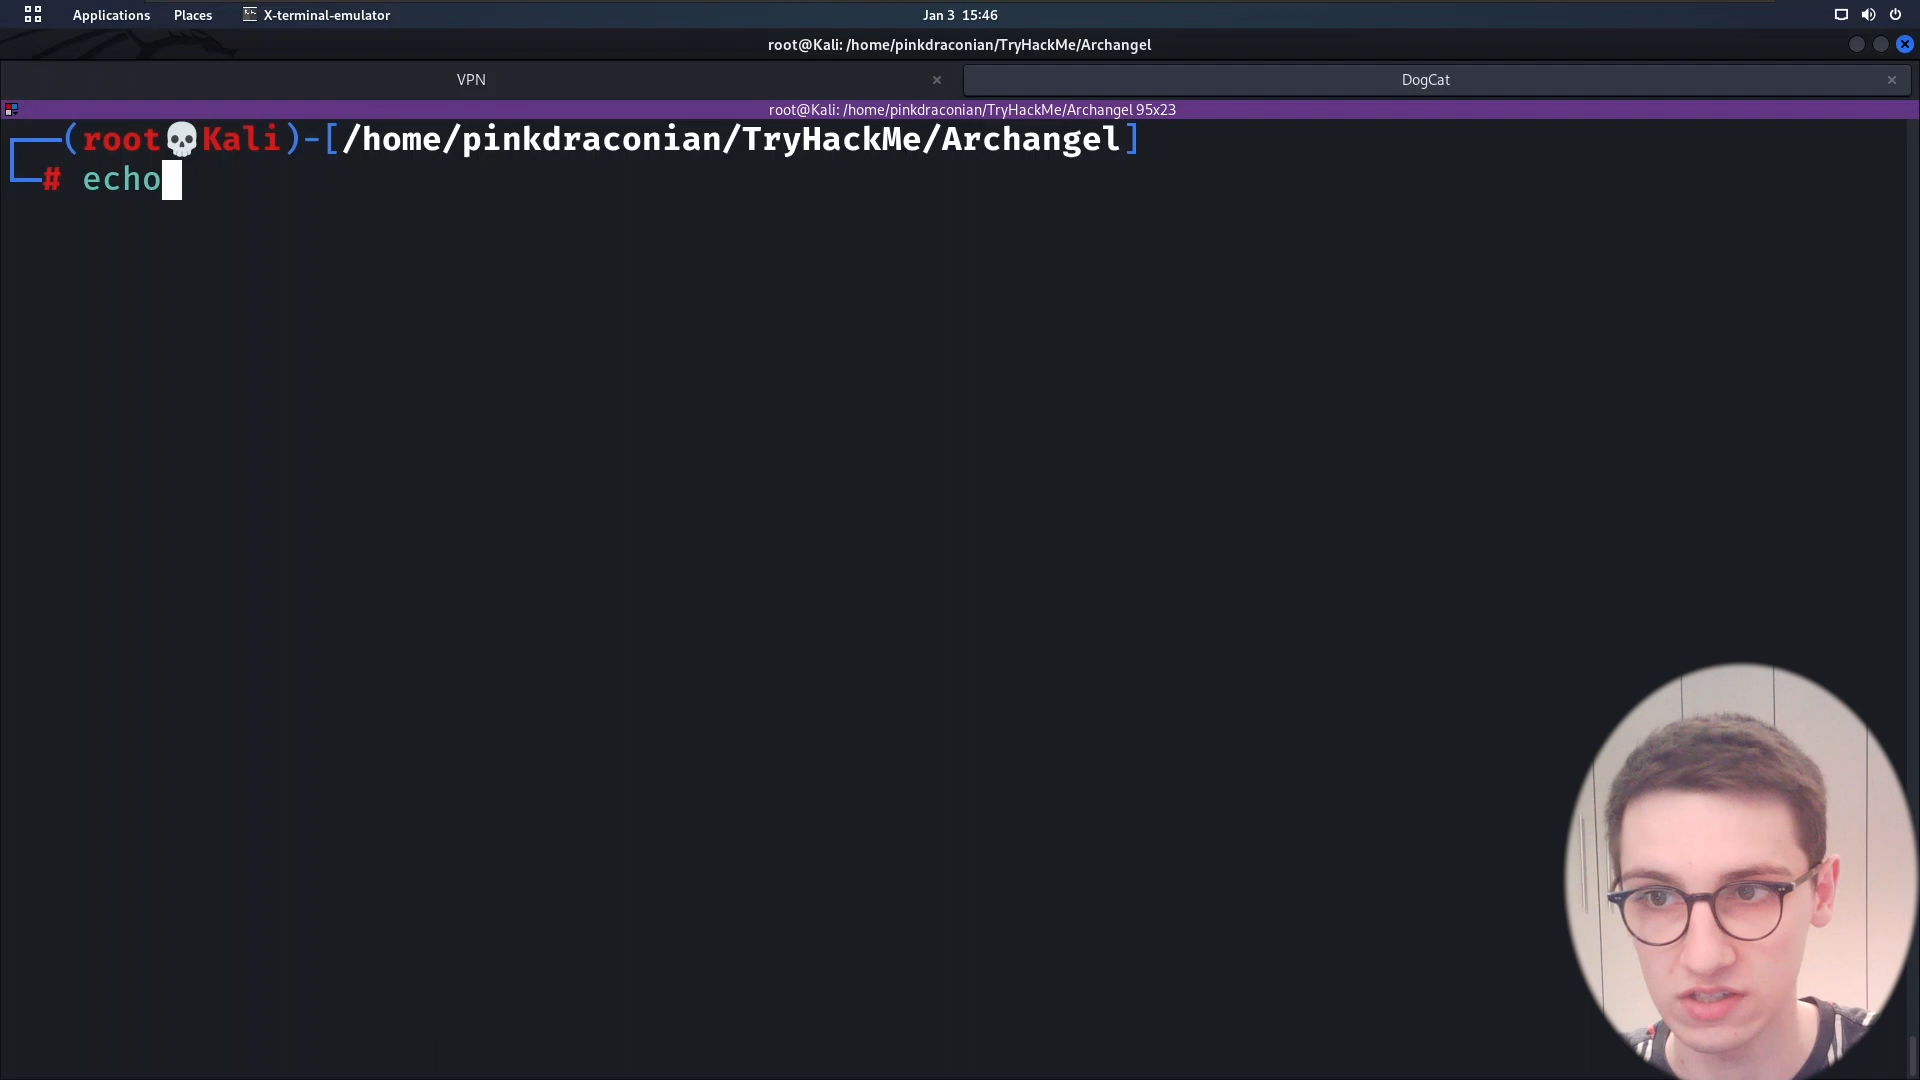 Applications Places X-terminal-emulator Jan 3 15:46
root@Kali: /home/pinkdraconian/TryHackMe/Archangel
VPN × DogCat ×
root@Kali: /home/pinkdraconian/TryHackMe/Archangel 95x23
┌──(root💀Kali)-[/home/pinkdraconian/TryHackMe/Archangel]
└─# echo